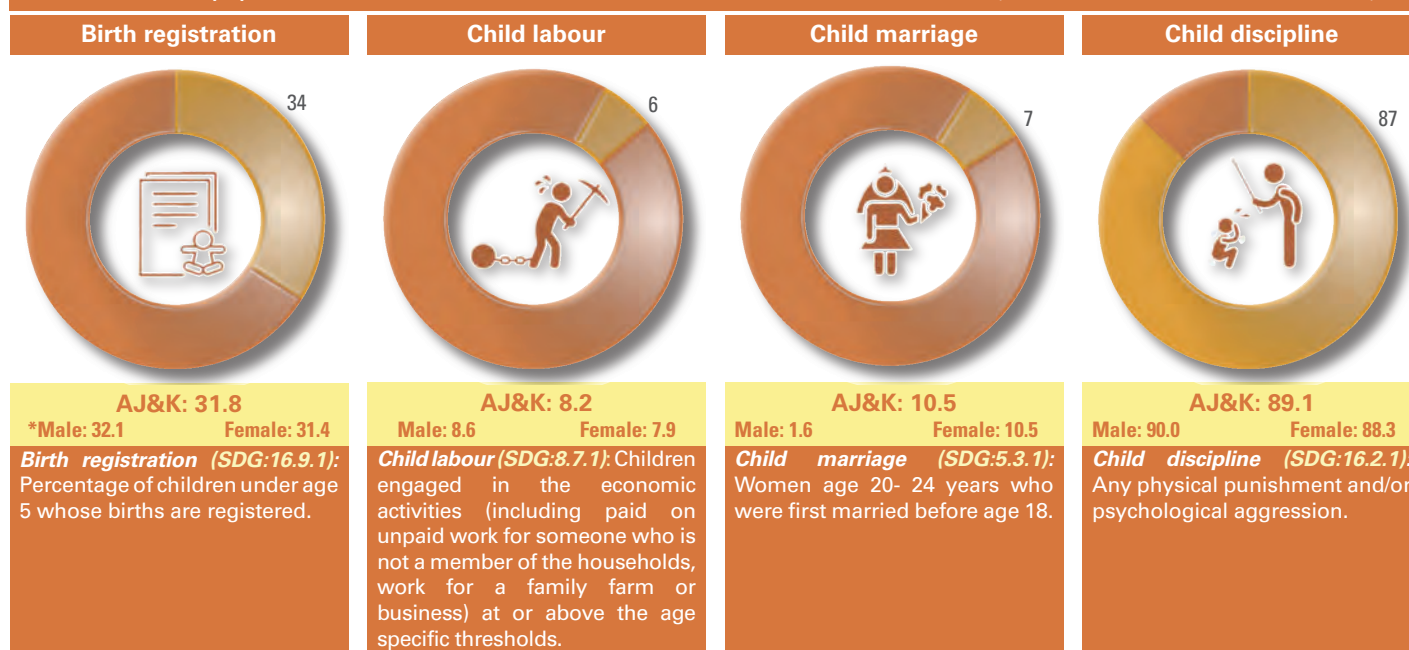 Birth registration
34
AJ&K: 31.8
*Male: 32.1 Female: 31.4
Birth registration (SDG:16.9.1):
Percentage of children under age
5 whose births are registered.
Child labour
6
AJ&K: 8.2
Male: 8.6 Female: 7.9
Child labour (SDG:8.7.1): Children
engaged in the economic
activities (including paid on
unpaid work for someone who is
not a member of the households,
work for a family farm or
business) at or above the age
specific thresholds.
Child marriage
7
AJ&K: 10.5
Male: 1.6 Female: 10.5
Child marriage (SDG:5.3.1):
Women age 20- 24 years who
were first married before age 18.
Child discipline
87
AJ&K: 89.1
Male: 90.0 Female: 88.3
Child discipline (SDG:16.2.1):
Any physical punishment and/or
psychological aggression.